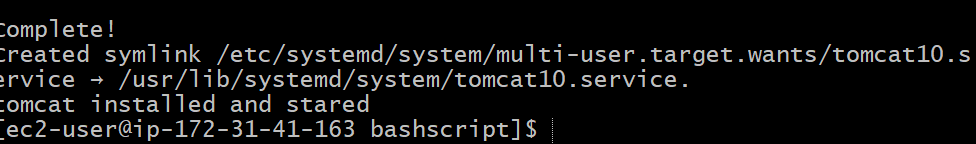 Complete!
Created symlink /etc/systemd/system/multi-user.target.wants/tomcat10.s
ervice → /usr/lib/systemd/system/tomcat10.service.
tomcat installed and stared
[ec2-user@ip-172-31-41-163 bashscript]$